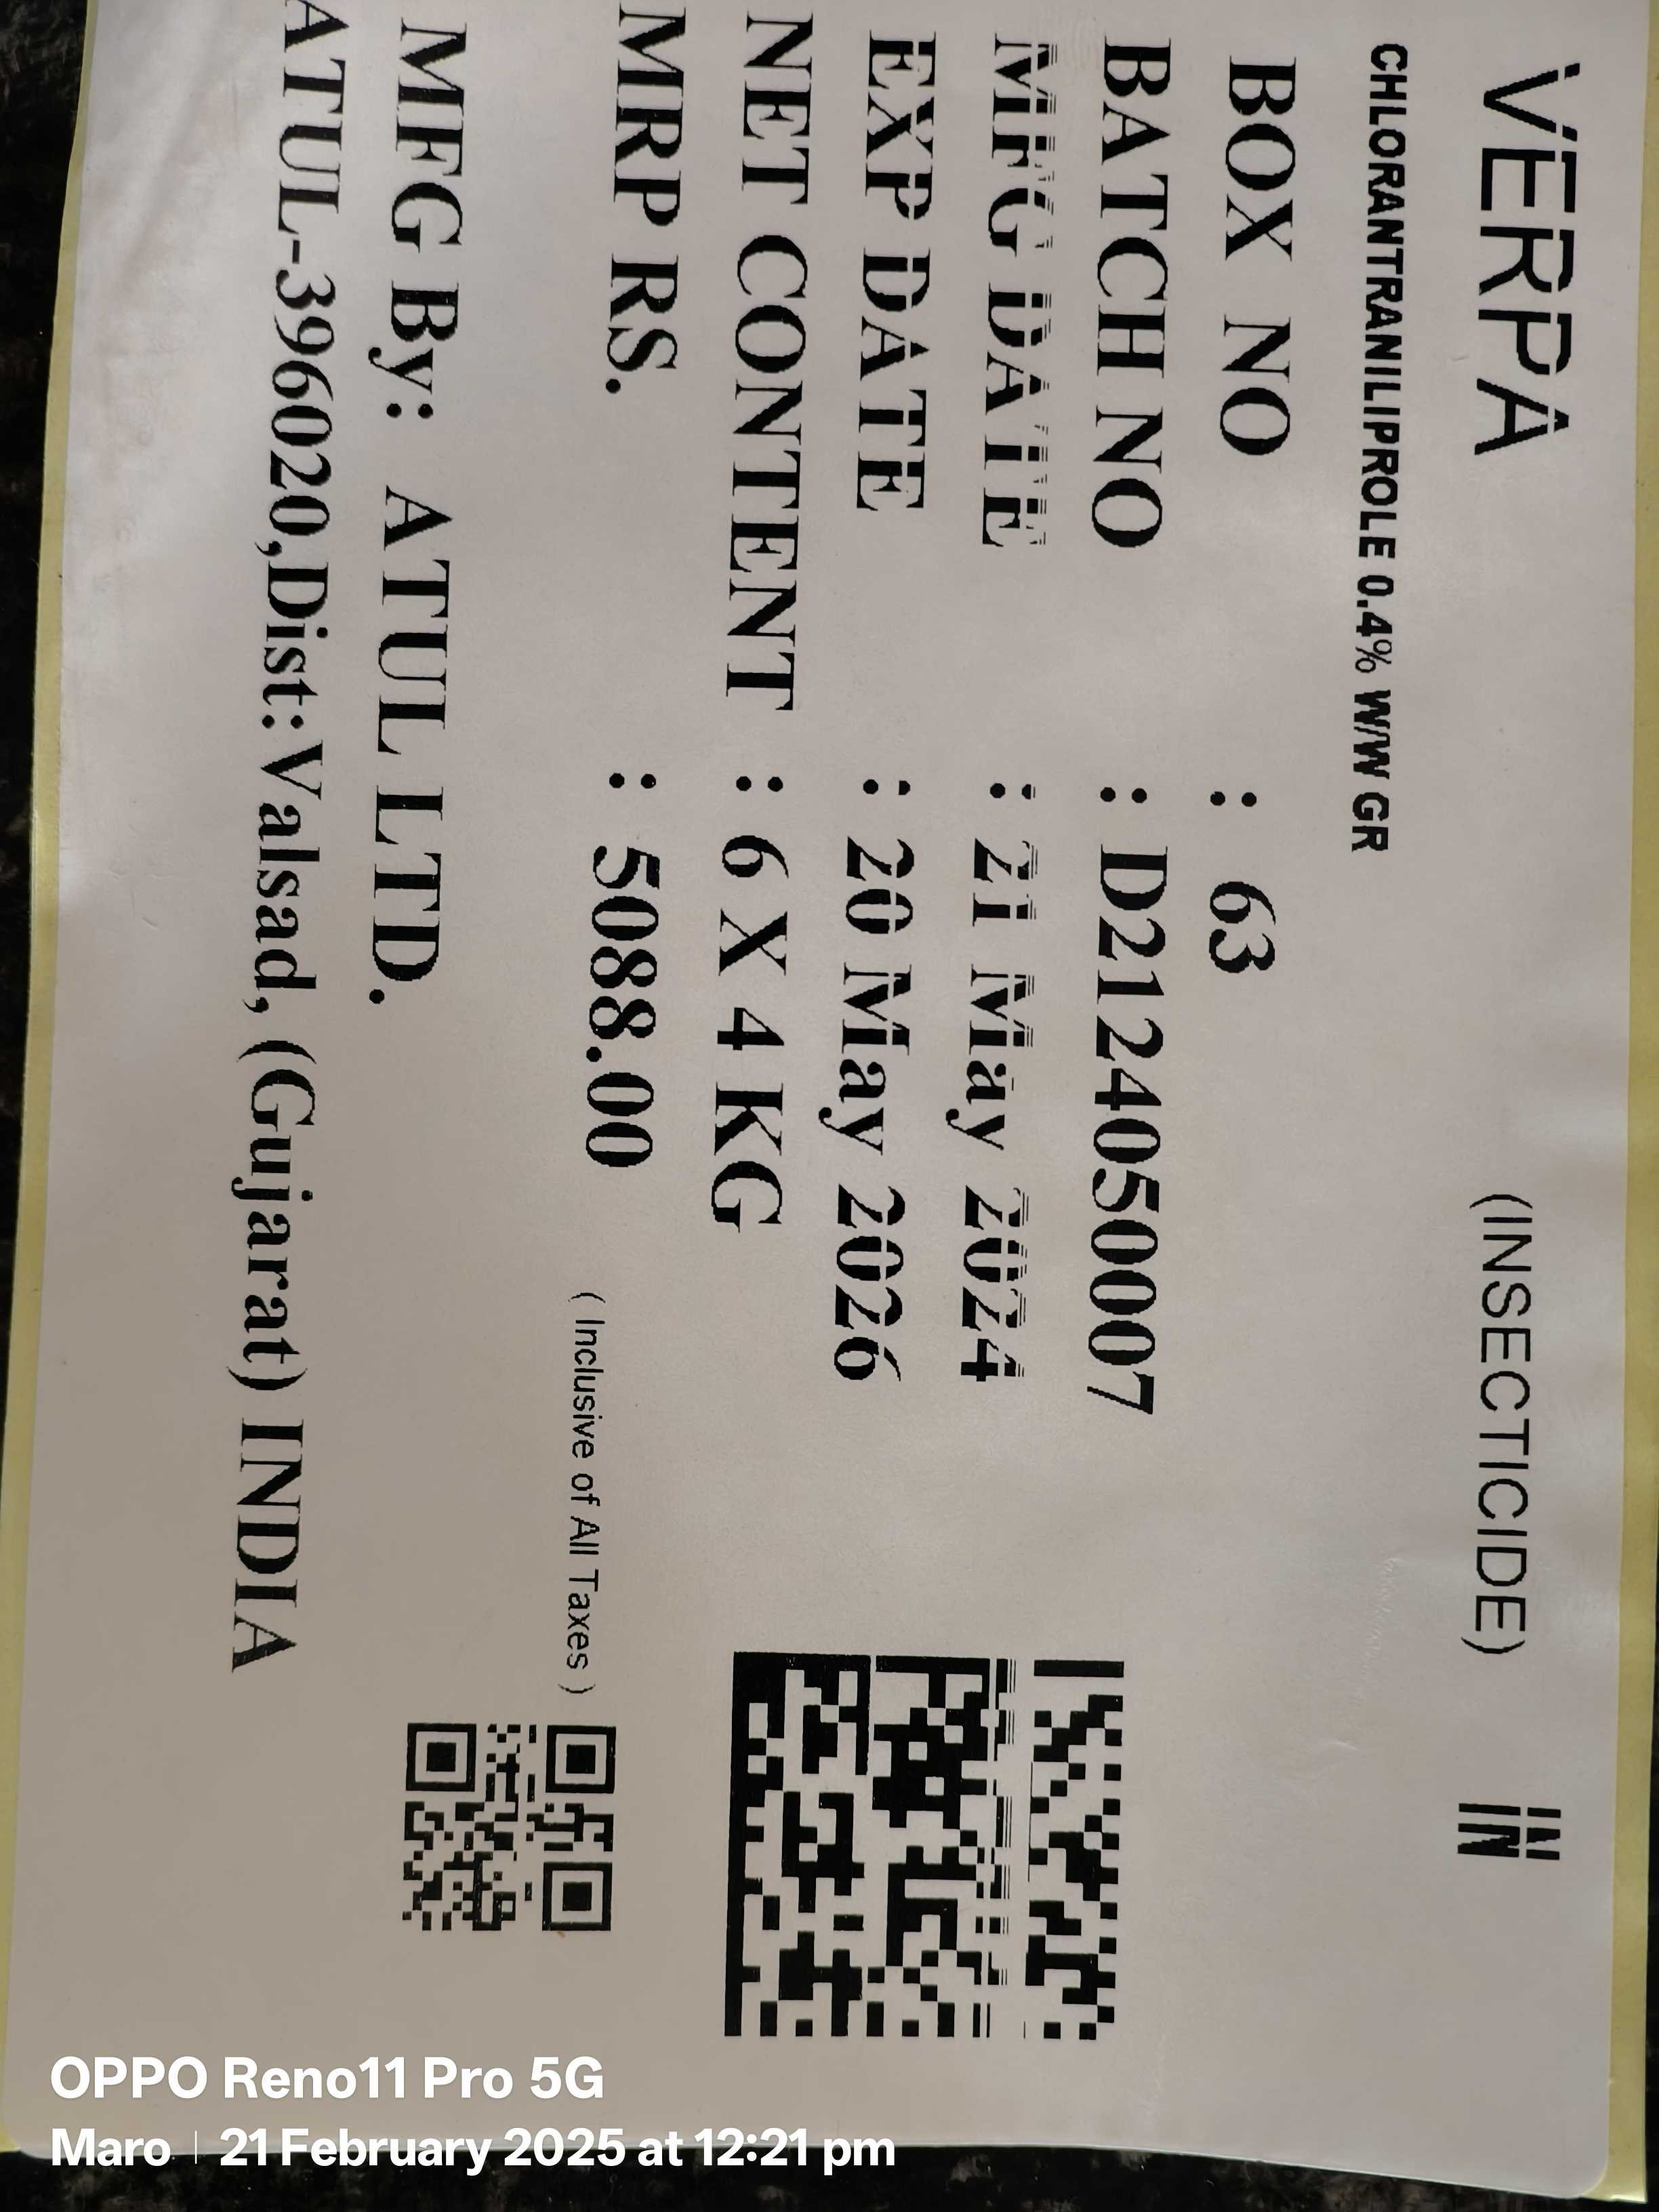 VERPA (INSECTICIDE) IN
CHLORANTRANILIPROLE 0.4% W/W GR
BOX NO : 63
BATCH NO : D2124050007
MFG DATE : 21 May 2024
EXP DATE : 20 May 2026
NET CONTENT : 6 X 4 KG
MRP RS. : 5088.00
( Inclusive of All Taxes )
MFG By: ATUL LTD.
ATUL-396020,Dist:Valsad, (Gujarat) INDIA
OPPO Reno11 Pro 5G
Maro | 21 February 2025 at 12:21 pm